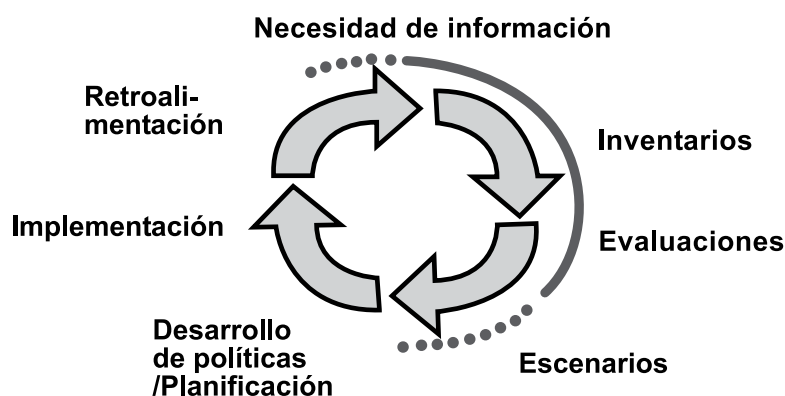 Necesidad de información
Retroali-
mentación
Inventarios
Implementación
Evaluaciones
Desarrollo
de políticas
/Planificación
Escenarios